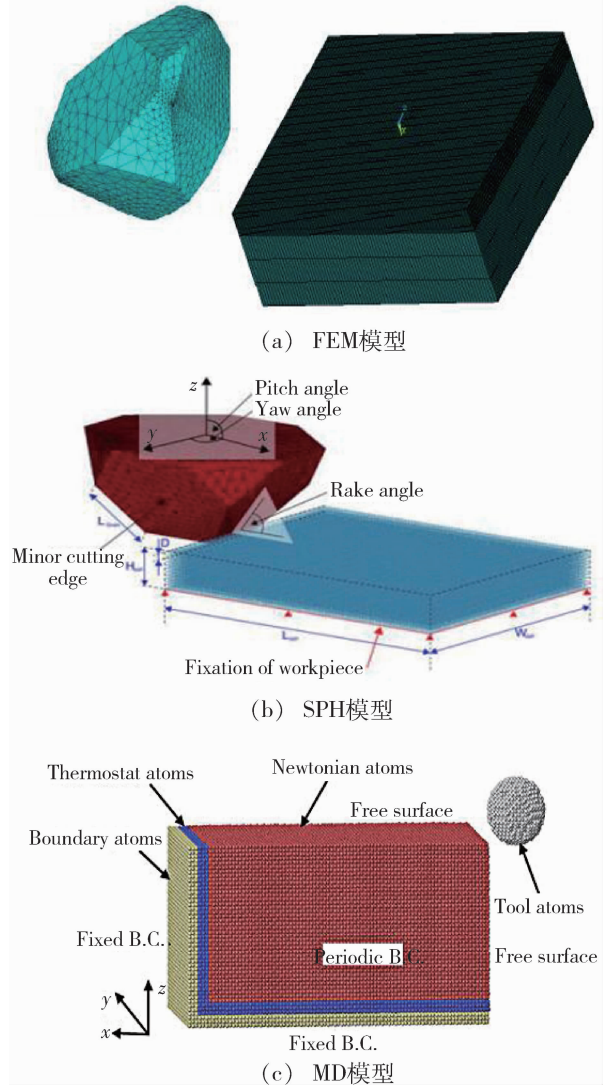 (a) FEM模型
z
Pitch angle
Yaw angle
y
x
Rake angle
Minor cutting
edge
D
Fixation of workpiece
(b) SPH模型
Thermostat atoms
Newtonian atoms
Free surface
Boundary atoms
Tool atoms
Fixed B.C.
Periodic B.C.
Free surface
z
y
x
Fixed B.C.
(c) MD模型